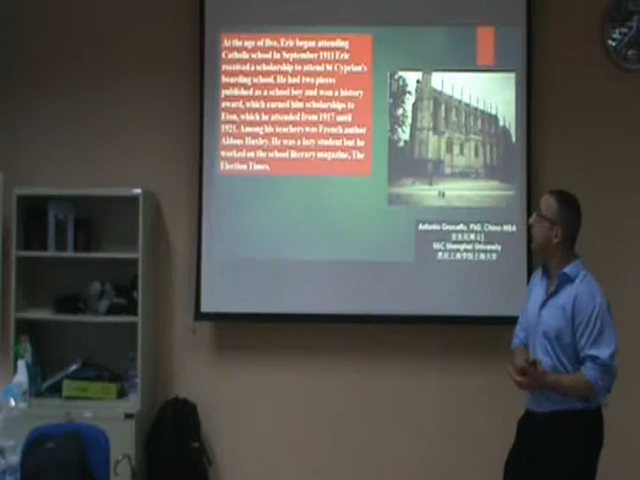 At the age of five, Eric began attending
Catholic school In September 1911 Eric
received a scholarship to attend St Cyprian's
boarding school. He had two pieces
published as a school boy and won a history
award, which earned him scholarships to
Eton, which he attended from 1917 until
1921. Among his teachers was French author
Aldous Huxley. He was a lazy student but he
worked on the school literary magazine, The
Election Times.
Antonio Graceffo, PhD, China-MBA
SSC Shanghai University